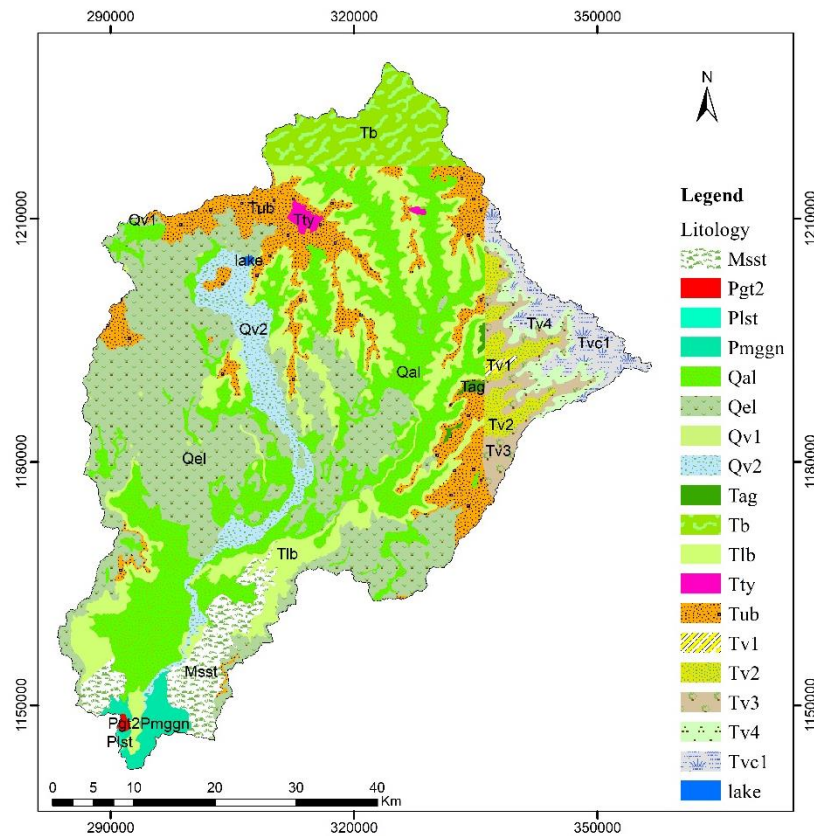 290000 320000 350000
N
Tb
1210000 1210000
Qv1 Tub Tty
lake
Qv2 Tv4 Tvc1
Tv1
Qal
Tag
Tv2
Qel Tv3
1180000 1180000
Tlb
Msst
1150000 1150000
Pgt2Pmggn
Plst
0 5 10 20 30 40
Km
290000 320000 350000
Legend
Litology
Msst
Pgt2
Plst
Pmggn
Qal
Qel
Qv1
Qv2
Tag
Tb
Tlb
Tty
Tub
Tv1
Tv2
Tv3
Tv4
Tvc1
lake